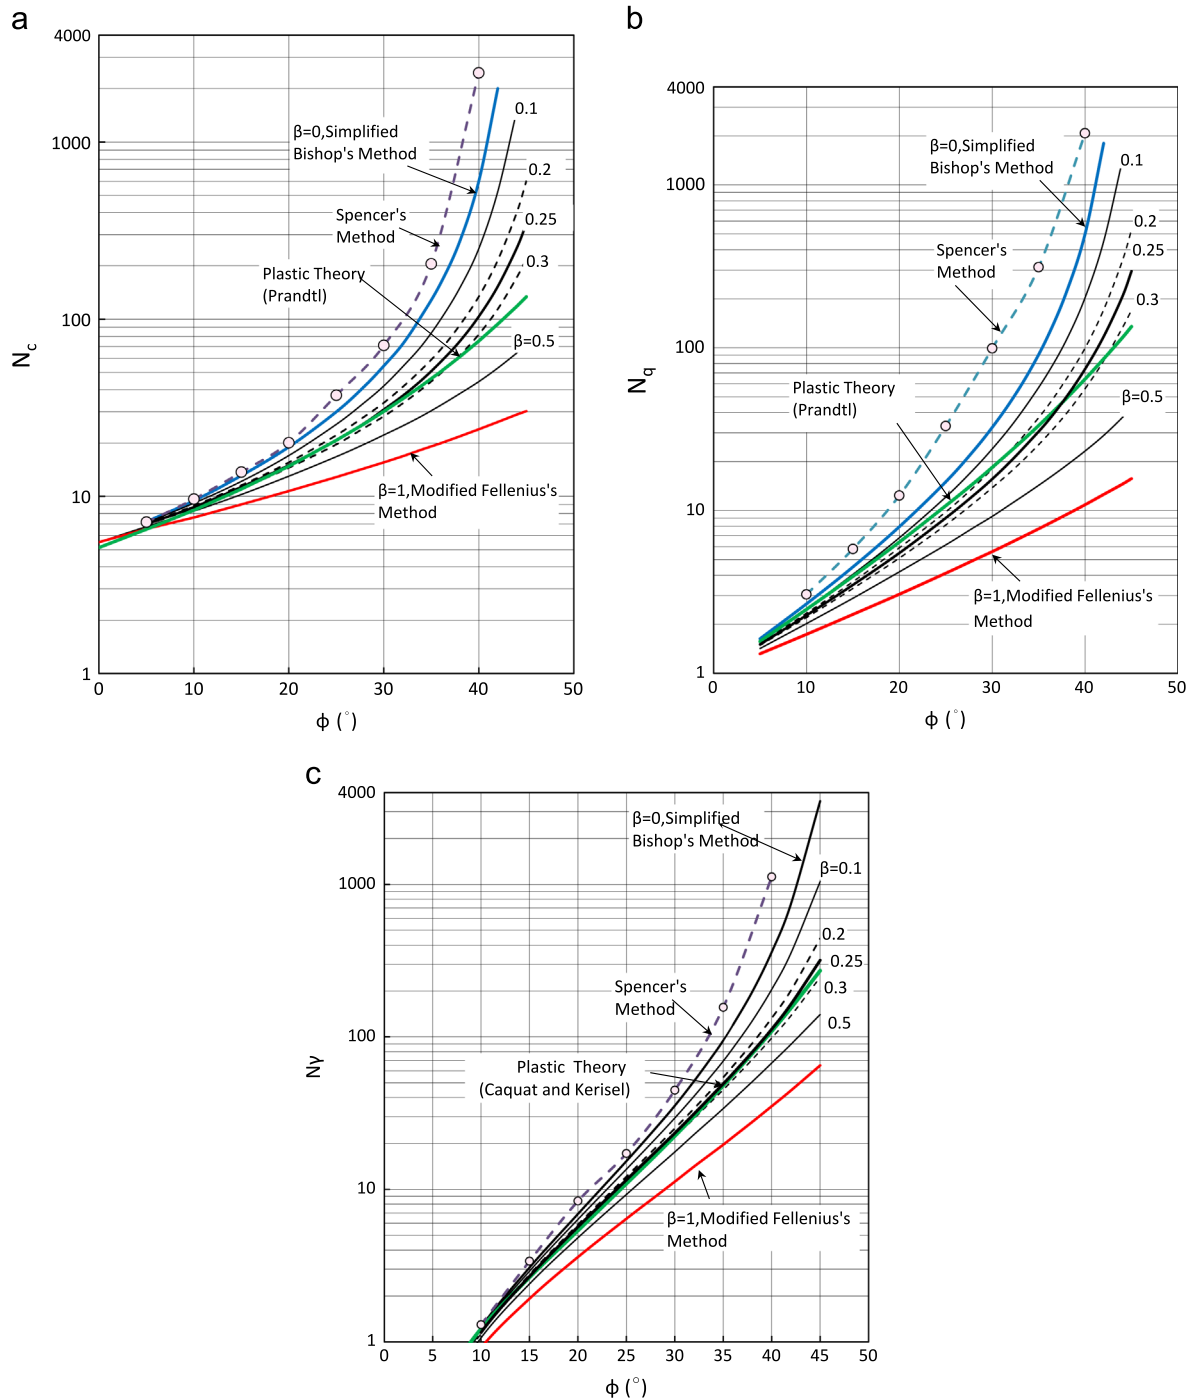 a
4000
1000
100
10
1
N_c
0
10
20
30
40
50
ϕ (°)
β=0,Simplified
Bishop's Method
Spencer's
Method
Plastic Theory
(Prandtl)
0.1
0.2
0.25
0.3
β=0.5
β=1,Modified Fellenius's
Method
b
4000
1000
100
10
1
N_q
0
10
20
30
40
50
ϕ (°)
β=0,Simplified
Bishop's Method
Spencer's
Method
Plastic Theory
(Prandtl)
0.1
0.2
0.25
0.3
β=0.5
β=1,Modified Fellenius's
Method
c
4000
1000
100
10
1
Nγ
0
5
10
15
20
25
30
35
40
45
50
ϕ (°)
β=0,Simplified
Bishop's Method
β=0.1
0.2
0.25
0.3
0.5
Spencer's
Method
Plastic Theory
(Caquat and Kerisel)
β=1,Modified Fellenius's
Method